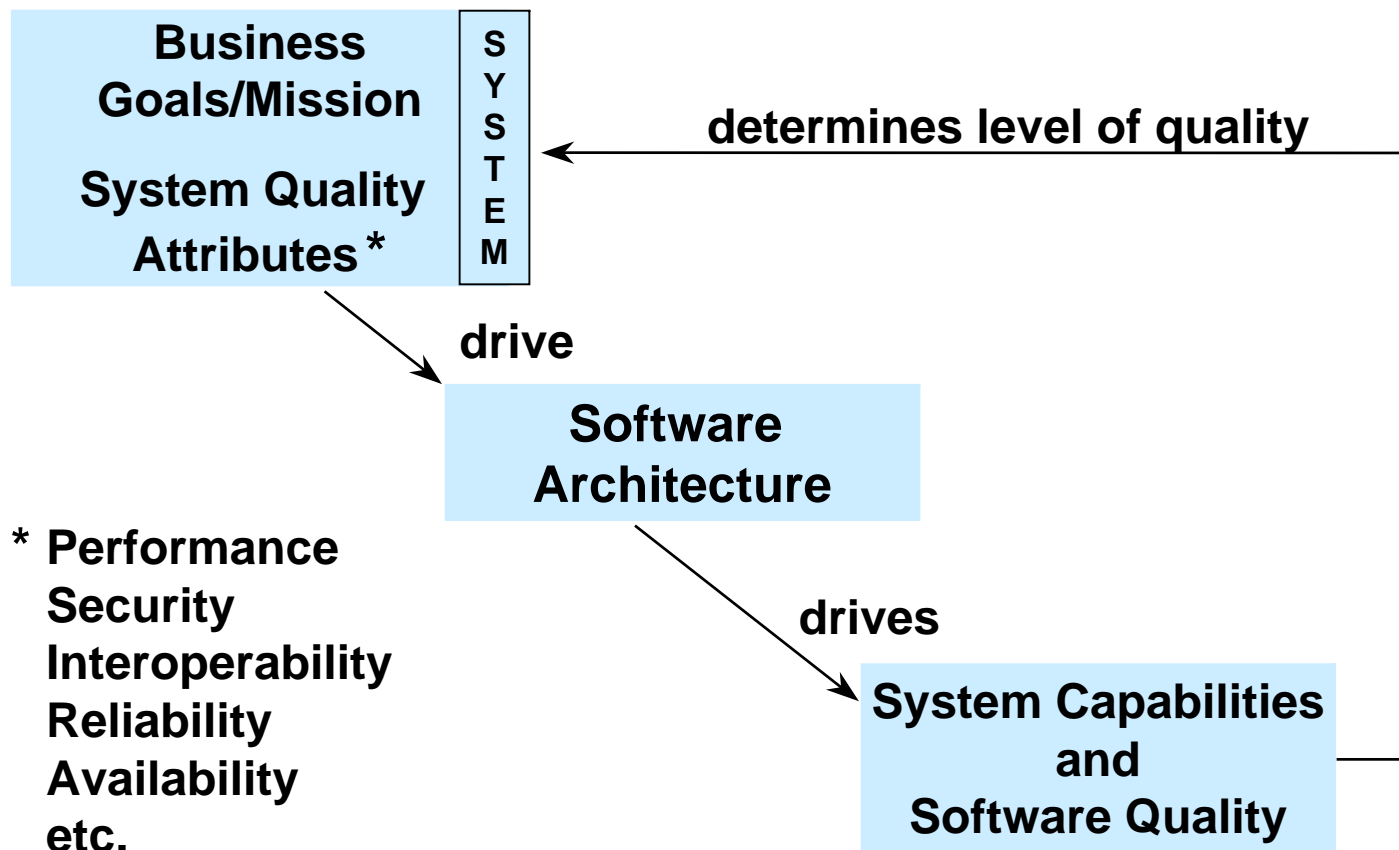 Business
Goals/Mission
System Quality
Attributes *
S
Y
S
T
E
M
determines level of quality
drive
Software
Architecture
* Performance
Security
Interoperability
Reliability
Availability
etc.
drives
System Capabilities
and
Software Quality